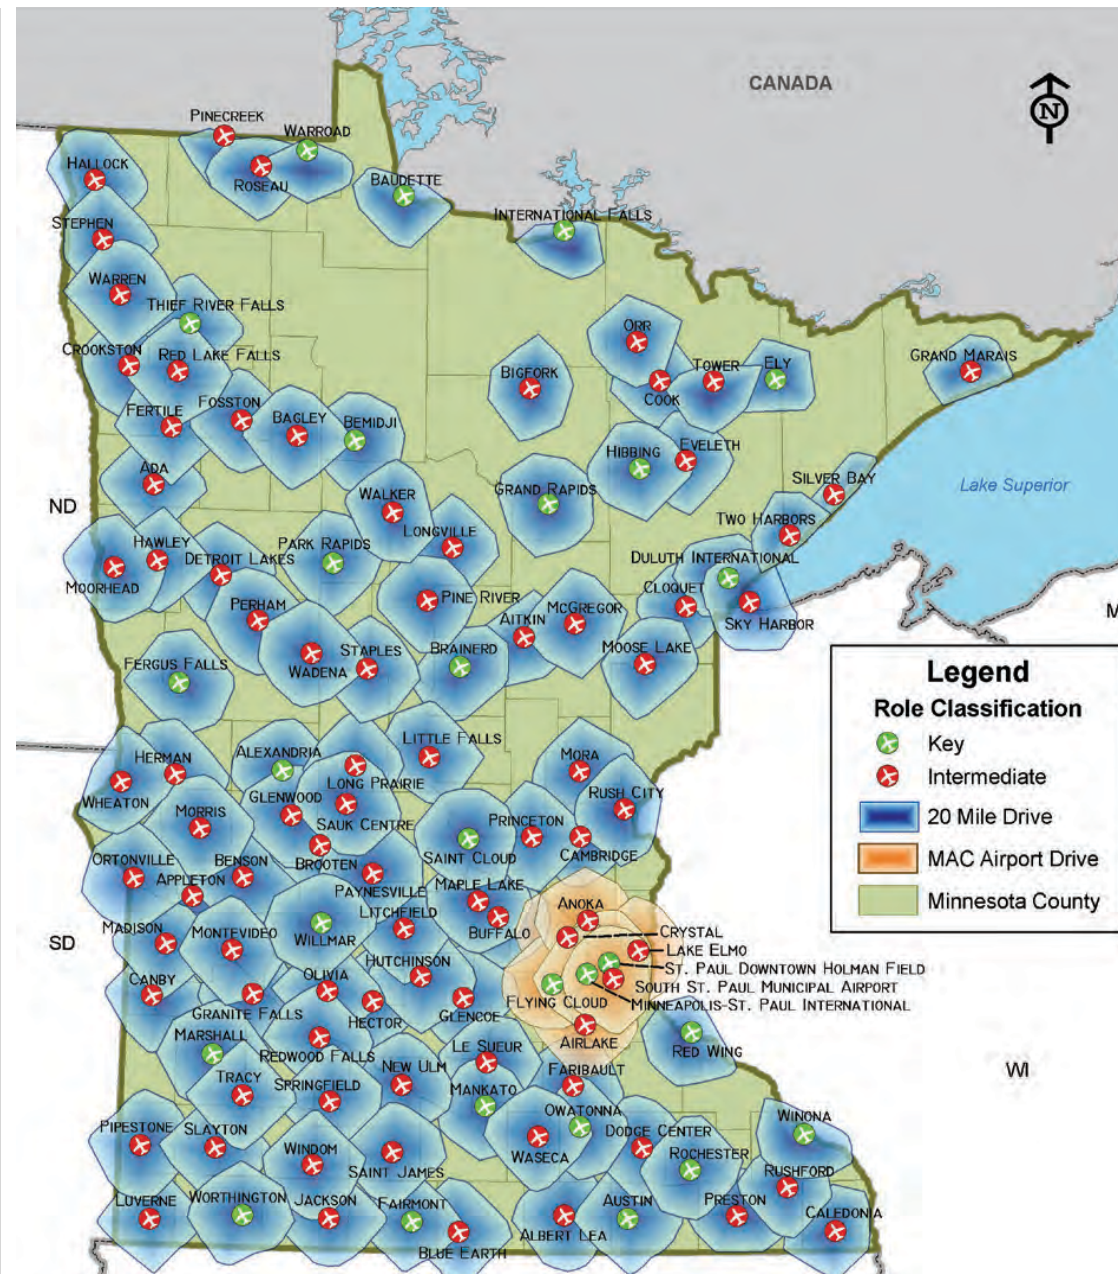 CANADA
N
PINECREEK
WARROAD
HALLOCK
ROSEAU
BAUDETTE
INTERNATIONAL FALLS
STEPHEN
WARREN
THIEF RIVER FALLS
CROOKSTON
RED LAKE FALLS
ORR
TOWER
ELY
GRAND MARAIS
BIGFORK
COOK
FERTILE
FOSSTON
BAGLEY
BEMIDJI
HIBBING
EVELETH
ADA
WALKER
GRAND RAPIDS
SILVER BAY
Lake Superior
ND
HAWLEY
DETROIT LAKES
PARK RAPIDS
LONGVILLE
TWO HARBORS
DULUTH INTERNATIONAL
MOORHEAD
PERHAM
PINE RIVER
AITKIN
MCGREGOR
CLOQUET
SKY HARBOR
M
FERGUS FALLS
WADENA
STAPLES
BRAINERD
MOOSE LAKE
Legend
Role Classification
Key
Intermediate
20 Mile Drive
MAC Airport Drive
Minnesota County
HERMAN
ALEXANDRIA
LITTLE FALLS
MORA
WHEATON
LONG PRAIRIE
RUSH CITY
MORRIS
GLENWOOD
SAUK CENTRE
PRINCETON
ORTONVILLE
BENSON
BROOTEN
SAINT CLOUD
CAMBRIDGE
APPLETON
PAYNESVILLE
MAPLE LAKE
ANOKA
MADISON
MONTEVIDEO
WILLMAR
LITCHFIELD
BUFFALO
CRYSTAL
SD
LAKE ELMO
CANBY
OLIVIA
HUTCHINSON
ST. PAUL DOWNTOWN HOLMAN FIELD
SOUTH ST. PAUL MUNICIPAL AIRPORT
FLYING CLOUD
MINNEAPOLIS-ST. PAUL INTERNATIONAL
GRANITE FALLS
HECTOR
GLENCOE
MARSHALL
REDWOOD FALLS
LE SUEUR
AIRLAKE
RED WING
WI
TRACY
SPRINGFIELD
NEW ULM
MANKATO
FARIBAULT
PIPESTONE
SLAYTON
WINDOM
SAINT JAMES
WASECA
OWATONNA
DODGE CENTER
ROCHESTER
WINONA
RUSHFORD
LUVERNE
WORTHINGTON
JACKSON
FAIRMONT
BLUE EARTH
ALBERT LEA
AUSTIN
PRESTON
CALEDONIA